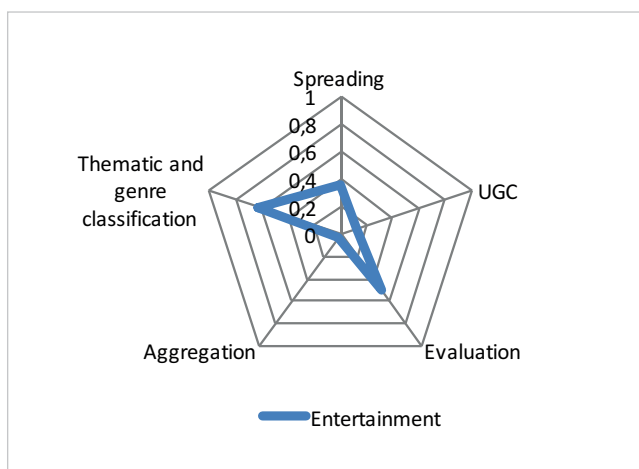 Spreading
1
0,8
0,6
0,4
0,2
0
UGC
Evaluation
Aggregation
Thematic and
genre
classification
Entertainment